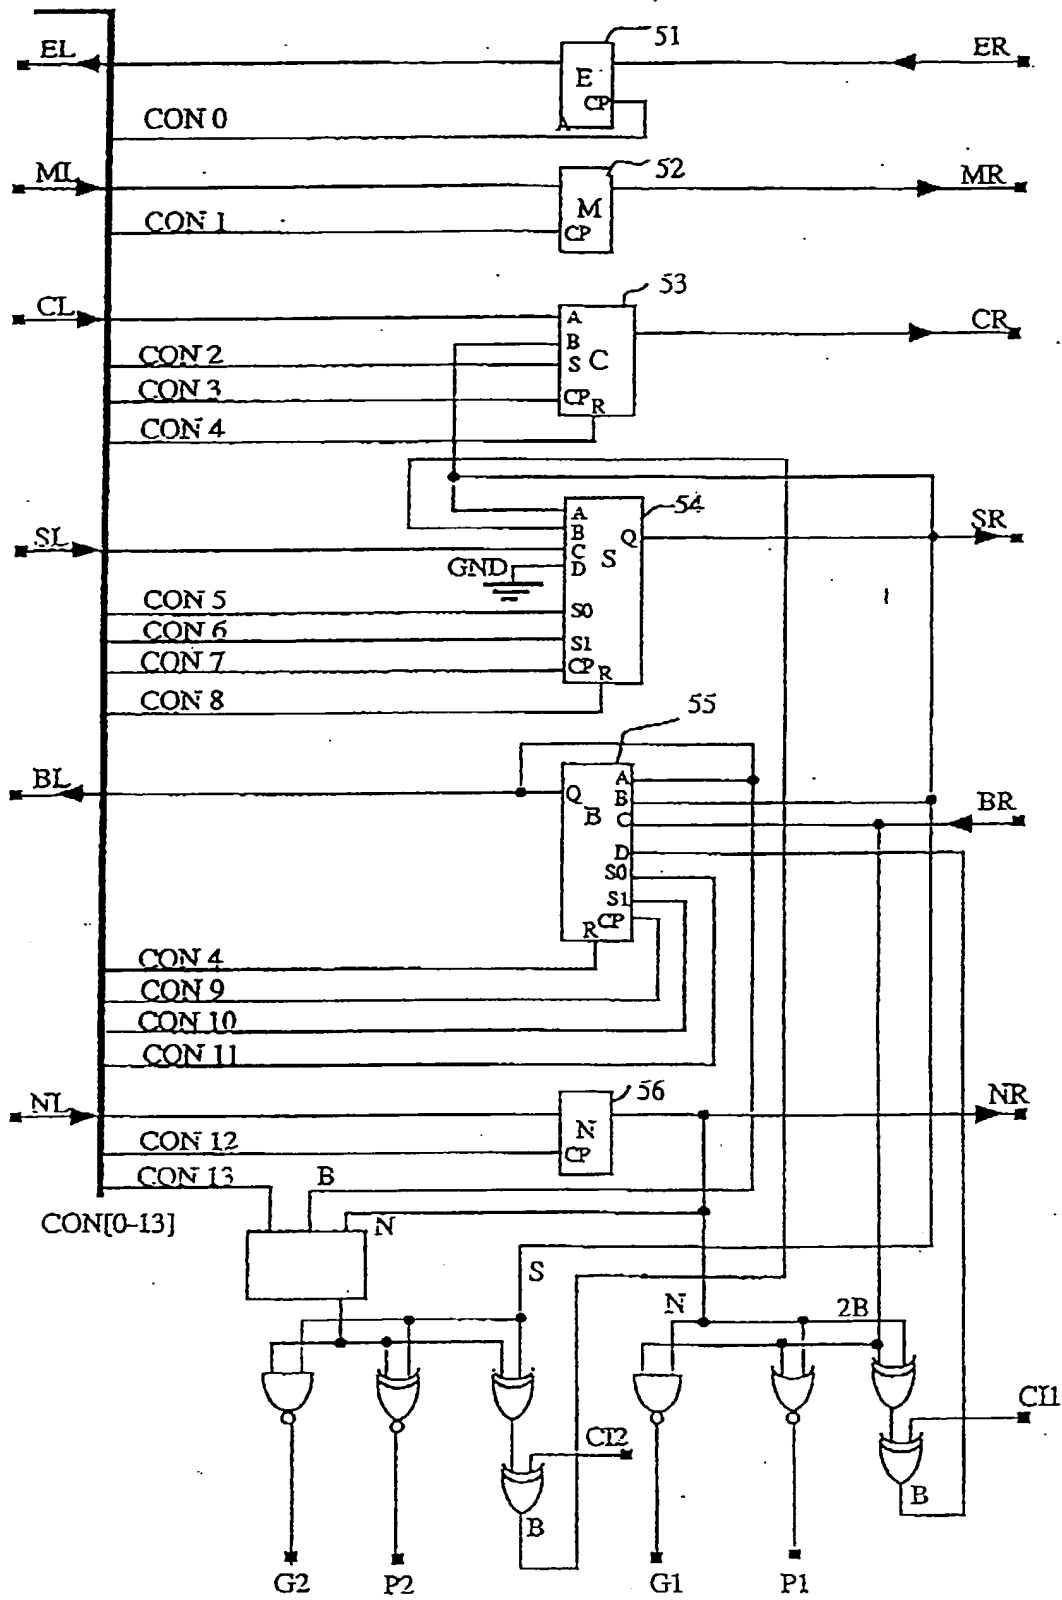 51
EL
E
ER
CP
CON 0
A
52
ML
M
MR
CON 1
CP
53
CL
A
CR
B
CON 2
S C
CON 3
CP
R
CON 4
54
A
B
Q
SR
SL
C
S
GND
D
CON 5
S0
CON 6
S1
CON 7
CP
R
CON 8
55
BL
Q
A
B
B
BR
C
D
S0
S1
CP
R
CON 4
CON 9
CON 10
CON 11
56
NL
NR
N
CON 12
CP
CON 13
B
CON[0-13]
N
S
N
2B
CI1
CI2
B
B
G2
P2
G1
P1